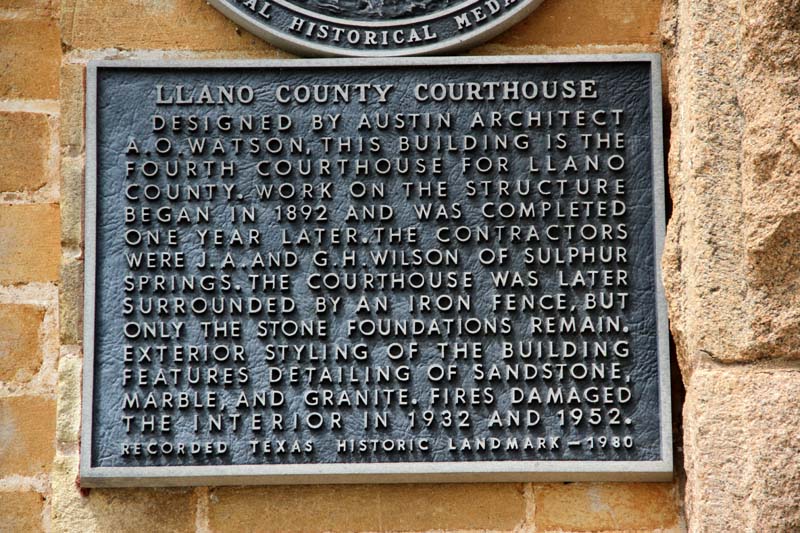 HISTORICAL
LLANO COUNTY COURTHOUSE
DESIGNED BY AUSTIN ARCHITECT
A.O. WATSON, THIS BUILDING IS THE
FOURTH COURTHOUSE FOR LLANO
COUNTY. WORK ON THE STRUCTURE
BEGAN IN 1892 AND WAS COMPLETED
ONE YEAR LATER. THE CONTRACTORS
WERE J.A. AND G.H. WILSON OF SULPHUR
SPRINGS. THE COURTHOUSE WAS LATER
SURROUNDED BY AN IRON FENCE, BUT
ONLY THE STONE FOUNDATIONS REMAIN.
EXTERIOR STYLING OF THE BUILDING
FEATURES DETAILING OF SANDSTONE,
MARBLE, AND GRANITE. FIRES DAMAGED
THE INTERIOR IN 1932 AND 1952.
RECORDED TEXAS HISTORIC LANDMARK – 1980